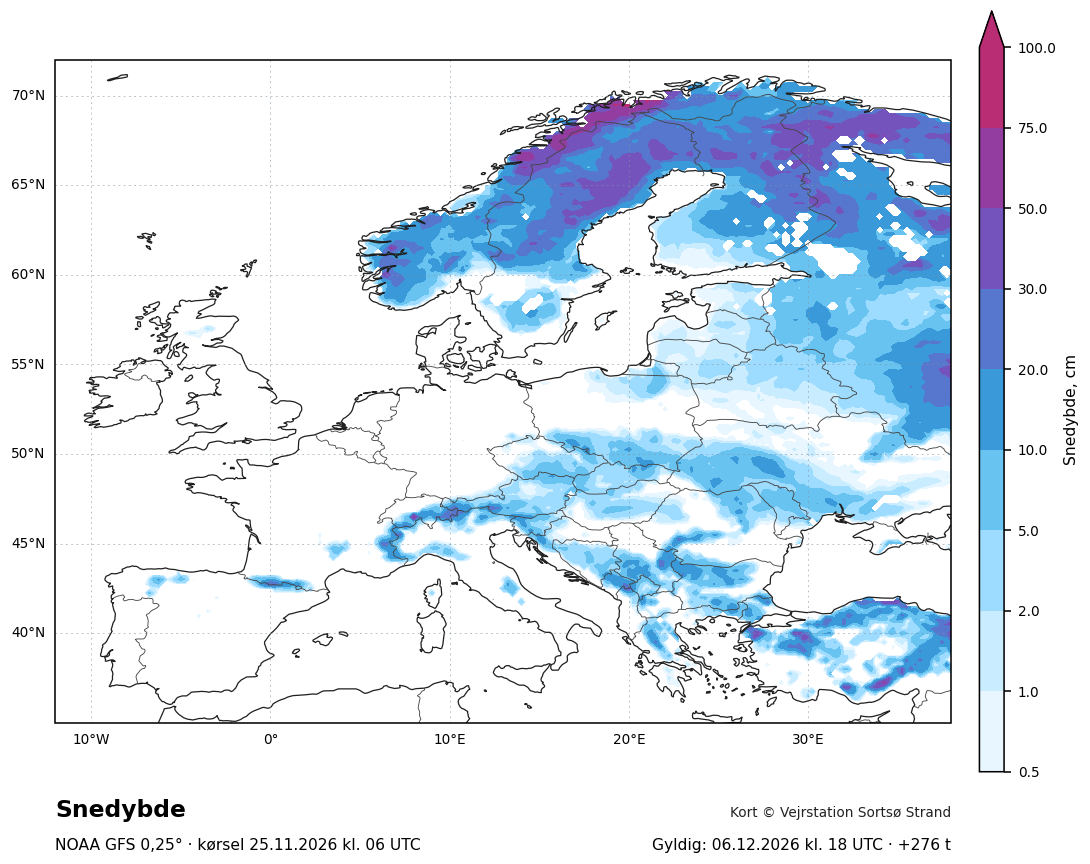 70°N
65°N
60°N
55°N
50°N
45°N
40°N
10°W
0°
10°E
20°E
30°E
100.0
75.0
50.0
30.0
20.0
10.0
5.0
2.0
1.0
0.5
Snedybde, cm
Snedybde
Kort © Vejrstation Sortsø Strand
NOAA GFS 0,25° · kørsel 25.11.2026 kl. 06 UTC
Gyldig: 06.12.2026 kl. 18 UTC · +276 t